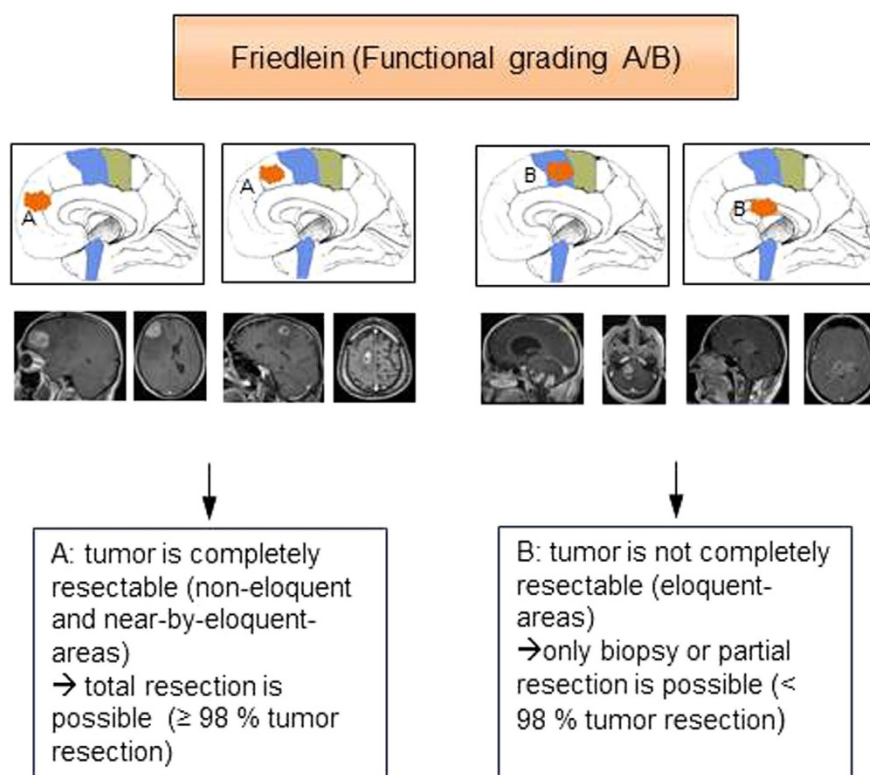 Friedlein (Functional grading A/B)
A
A
B
B
A: tumor is completely
resectable (non-eloquent
and near-by-eloquent-
areas)
→ total resection is
possible (≥ 98 % tumor
resection)
B: tumor is not completely
resectable (eloquent-
areas)
→only biopsy or partial
resection is possible (<
98 % tumor resection)